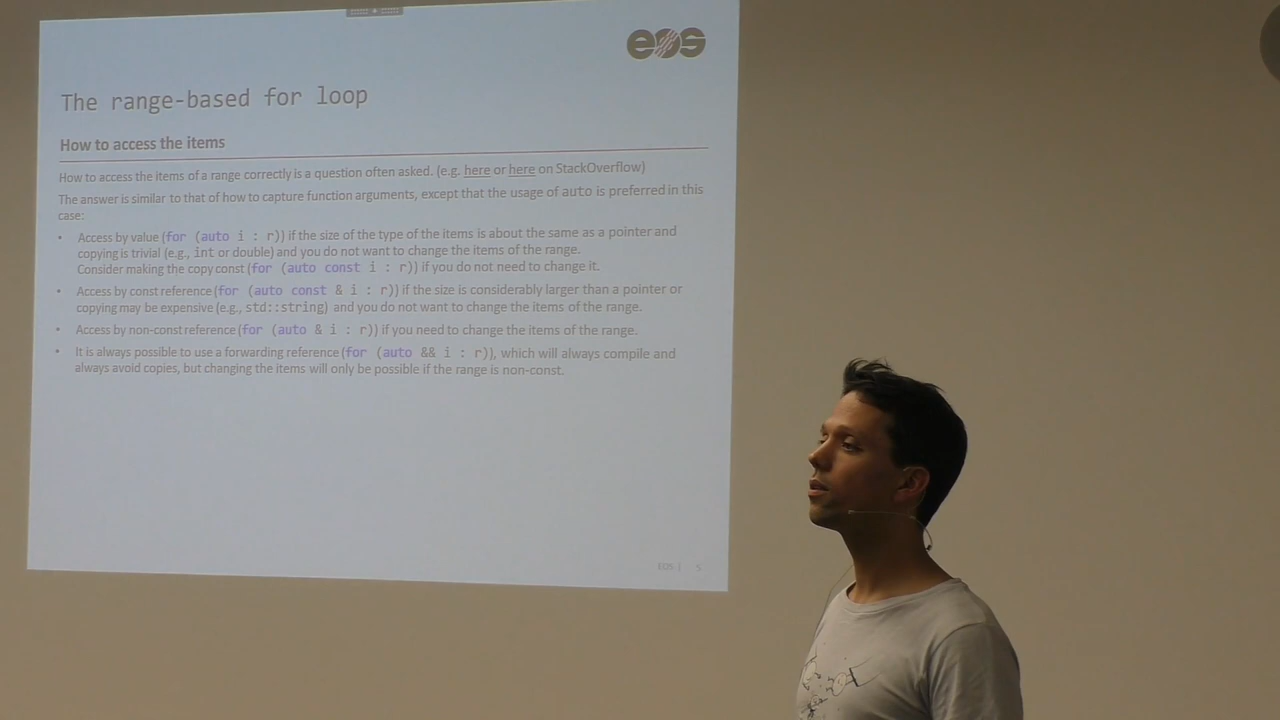 eos
The range-based for loop
How to access the items
How to access the items of a range correctly is a question often asked. (e.g. here or here on StackOverflow)
The answer is similar to that of how to capture function arguments, except that the usage of auto is preferred in this
case:
• Access by value (for (auto i : r)) if the size of the type of the items is about the same as a pointer and
copying is trivial (e.g., int or double) and you do not want to change the items of the range.
Consider making the copy const (for (auto const i : r)) if you do not need to change it.
• Access by const reference (for (auto const & i : r)) if the size is considerably larger than a pointer or
copying may be expensive (e.g., std::string) and you do not want to change the items of the range.
• Access by non-const reference (for (auto & i : r)) if you need to change the items of the range.
• It is always possible to use a forwarding reference (for (auto && i : r)), which will always compile and
always avoid copies, but changing the items will only be possible if the range is non-const.
EOS | 5